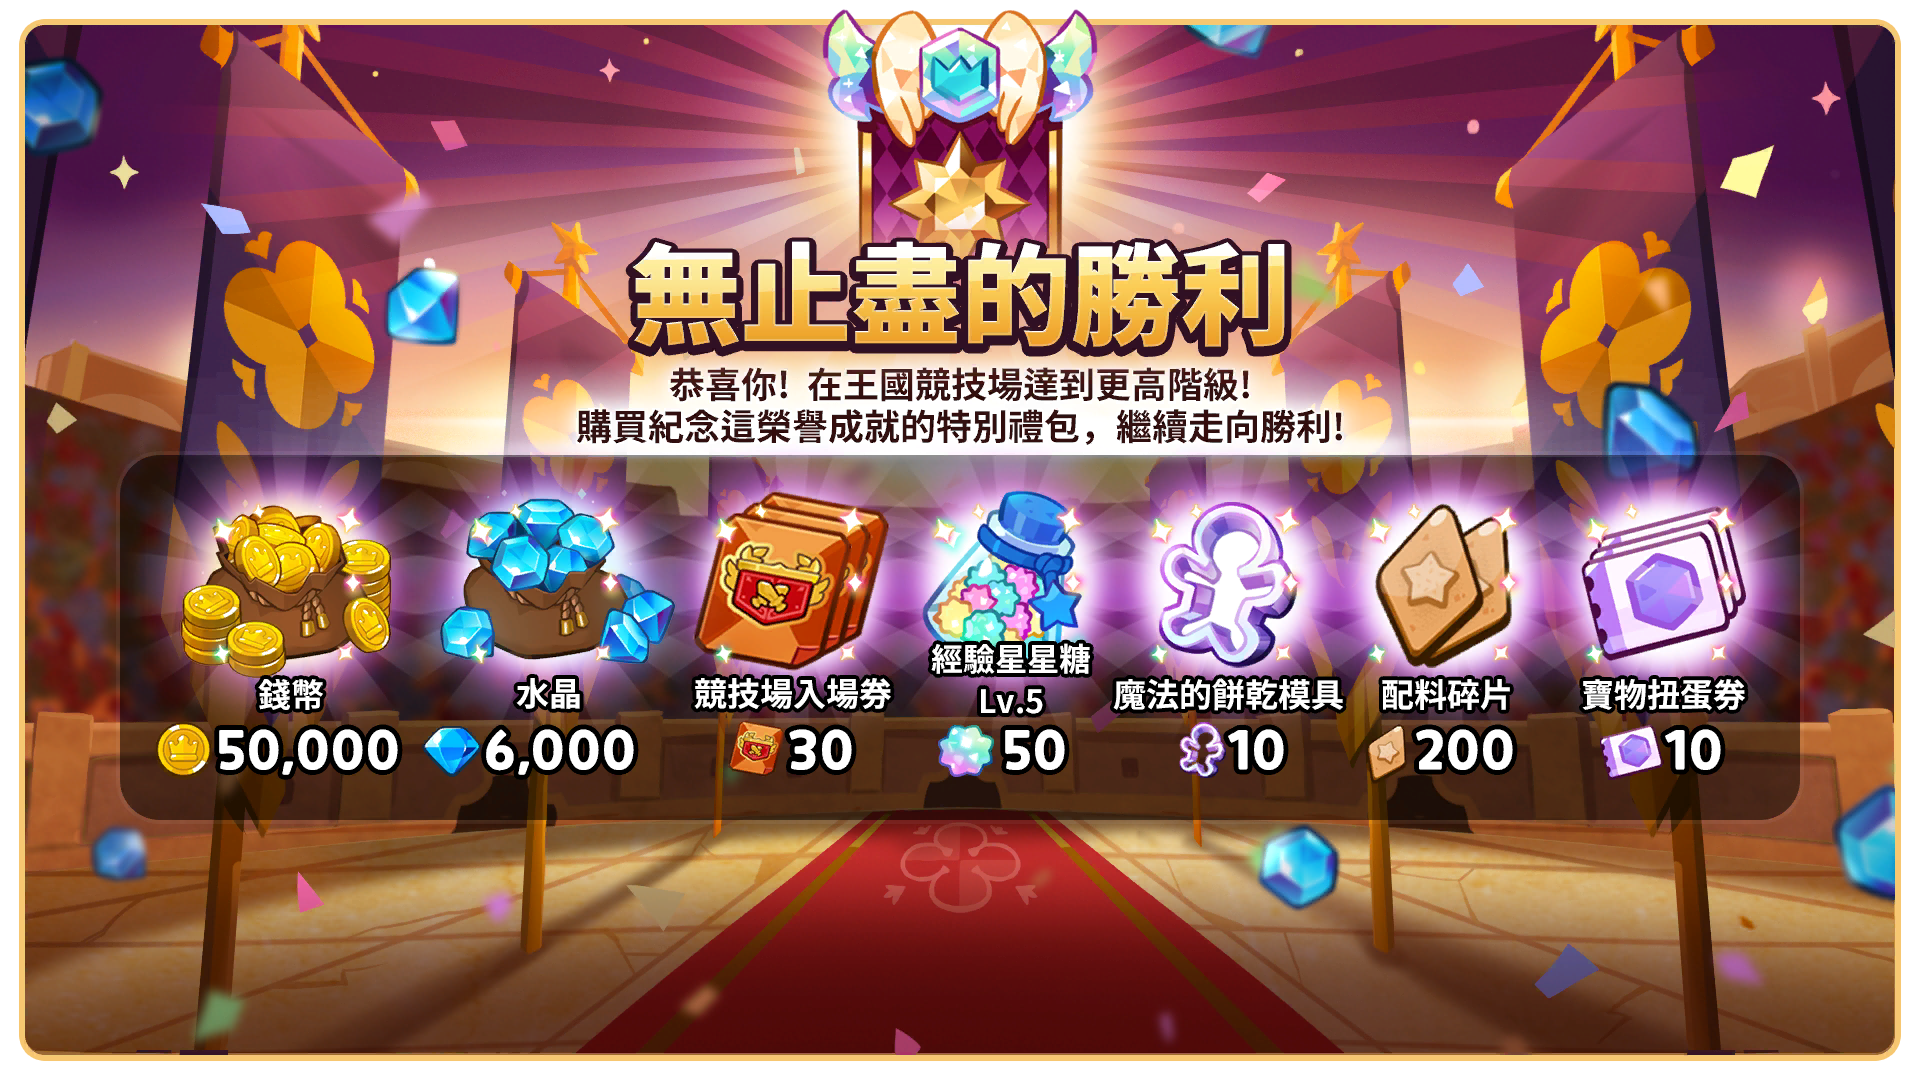 無止盡的勝利
恭喜你! 在王國競技場達到更高階級!
購買紀念這榮譽成就的特別禮包，繼續走向勝利!
錢幣
50,000
水晶
6,000
競技場入場券
30
經驗星星糖
Lv.5
50
魔法的餅乾模具
10
配料碎片
200
寶物扭蛋券
10